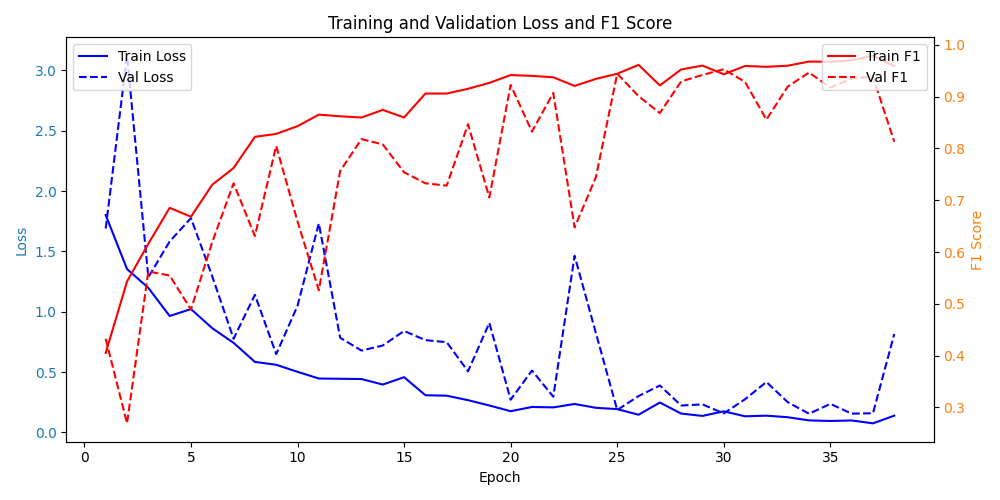 Training and Validation Loss and F1 Score
Train Loss
Val Loss
Train F1
Val F1
3.0
2.5
2.0
1.5
1.0
0.5
0.0
Loss
1.0
0.9
0.8
0.7
0.6
0.5
0.4
0.3
F1 Score
0 5 10 15 20 25 30 35
Epoch